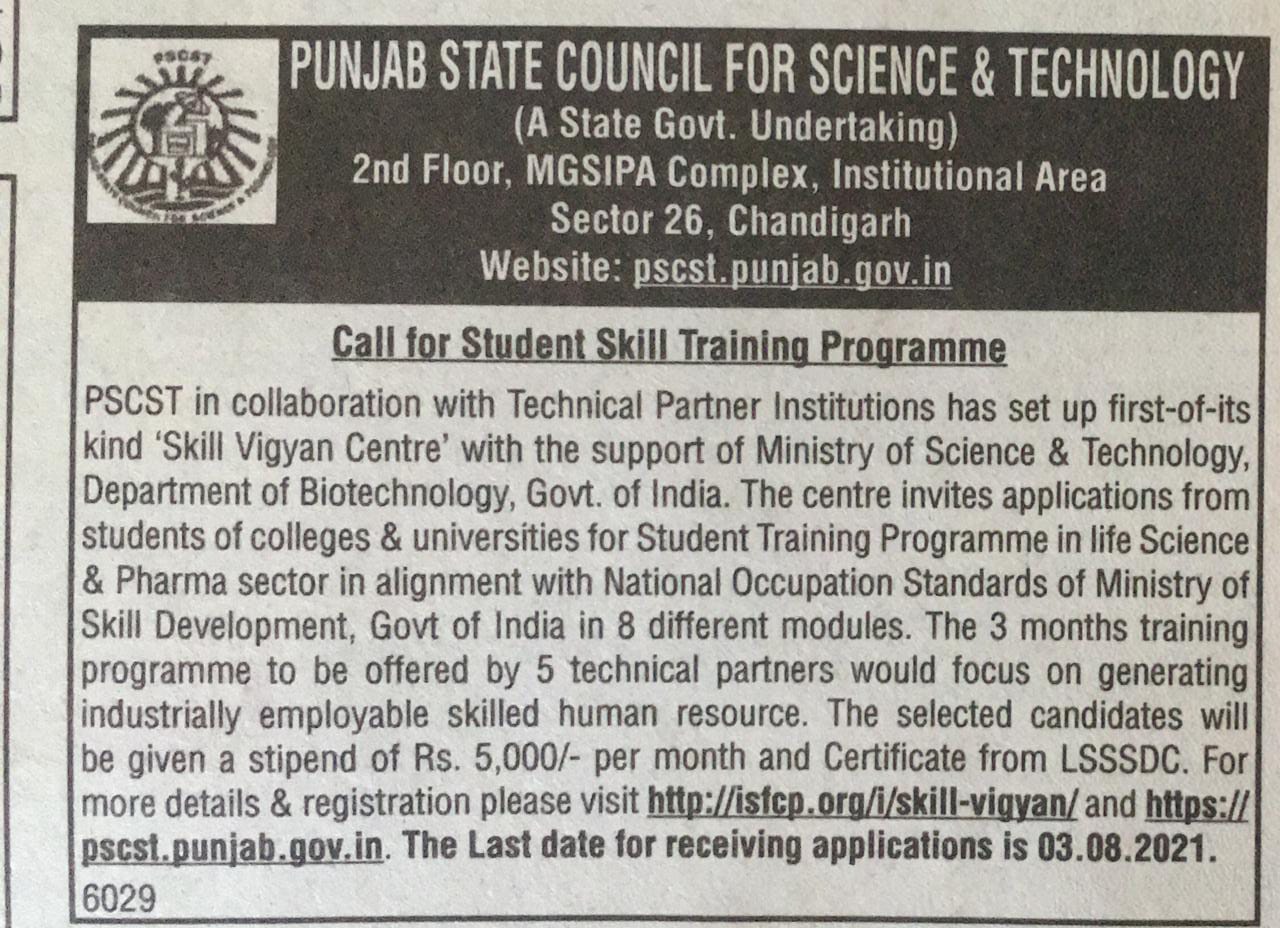 PSCST
PUNJAB STATE COUNCIL FOR SCIENCE & TECHNOLOGY
(A State Govt. Undertaking)
2nd Floor, MGSIPA Complex, Institutional Area
Sector 26, Chandigarh
Website: pscst.punjab.gov.in
Call for Student Skill Training Programme
PSCST in collaboration with Technical Partner Institutions has set up first-of-its
kind ‘Skill Vigyan Centre’ with the support of Ministry of Science & Technology,
Department of Biotechnology, Govt. of India. The centre invites applications from
students of colleges & universities for Student Training Programme in life Science
& Pharma sector in alignment with National Occupation Standards of Ministry of
Skill Development, Govt of India in 8 different modules. The 3 months training
programme to be offered by 5 technical partners would focus on generating
industrially employable skilled human resource. The selected candidates will
be given a stipend of Rs. 5,000/- per month and Certificate from LSSSDC. For
more details & registration please visit http://isfcp.org/i/skill-vigyan/ and https://
pscst.punjab.gov.in. The Last date for receiving applications is 03.08.2021.
6029